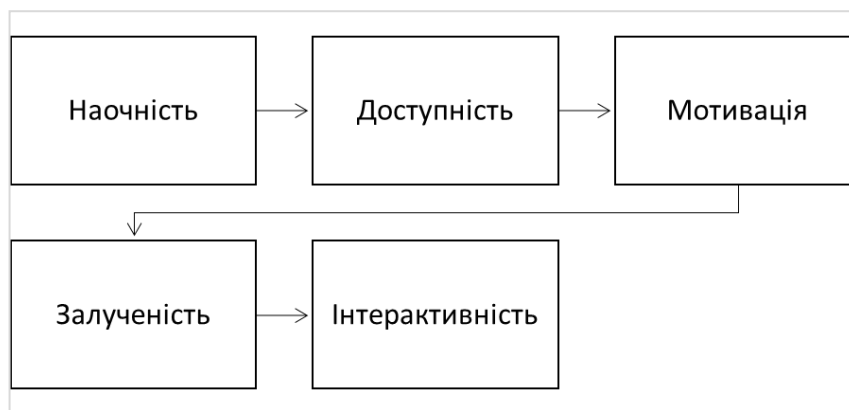 Наочність
Доступність
Мотивація
Залученість
Інтерактивність